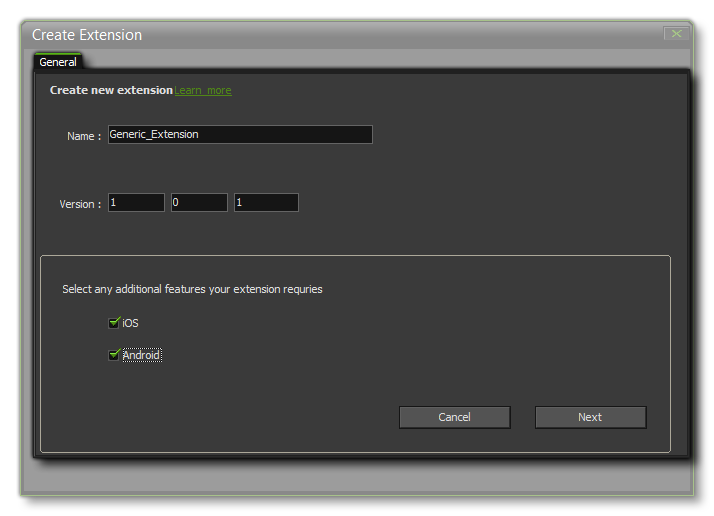 Create Extension
General
Create new extension Learn more
Name : Generic_Extension
Version : 1 0 1
Select any additional features your extension requries
iOS
Android
Cancel Next